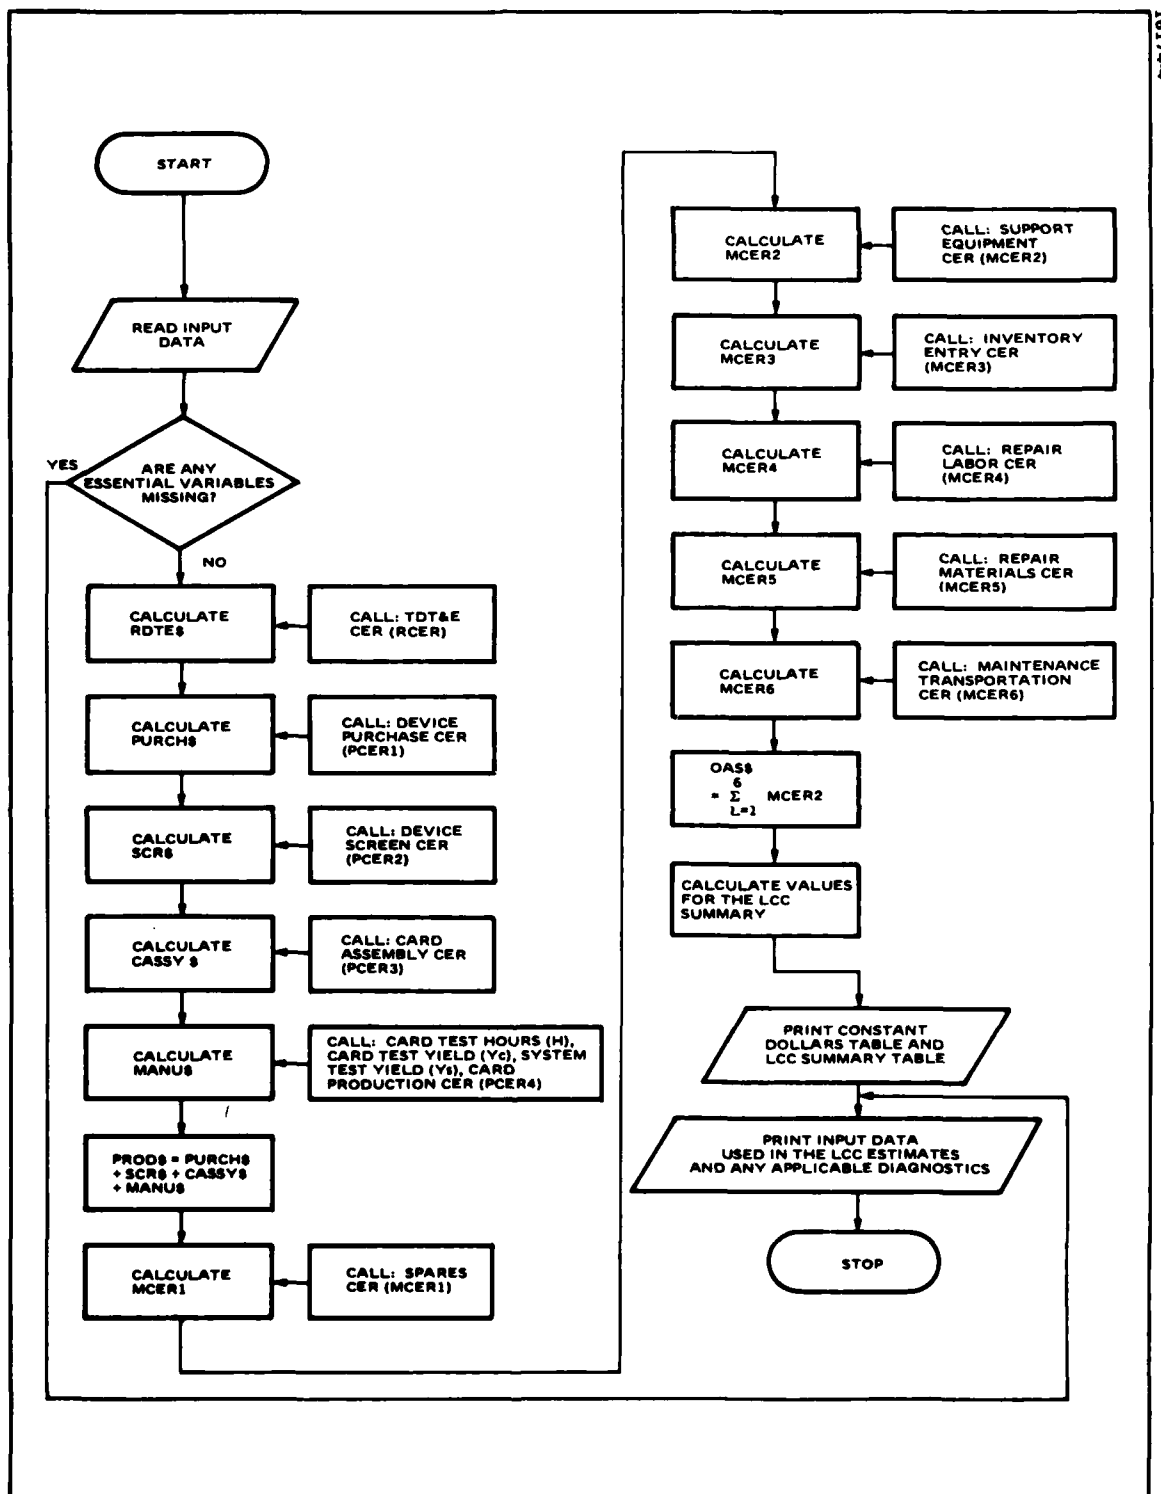 START
READ INPUT
DATA
YES
ARE ANY
ESSENTIAL VARIABLES
MISSING?
NO
CALCULATE
RDTE$
CALL: TDT&E
CER (RCER)
CALCULATE
PURCH$
CALL: DEVICE
PURCHASE CER
(PCER1)
CALCULATE
SCR$
CALL: DEVICE
SCREEN CER
(PCER2)
CALCULATE
CASSY $
CALL: CARD
ASSEMBLY CER
(PCER3)
CALCULATE
MANU$
CALL: CARD TEST HOURS (H),
CARD TEST YIELD (Yc), SYSTEM
TEST YIELD (Ys), CARD
PRODUCTION CER (PCER4)
PROD$ = PURCH$
+ SCR$ + CASSY$
+ MANU$
CALCULATE
MCER1
CALL: SPARES
CER (MCER1)
CALCULATE
MCER2
CALL: SUPPORT
EQUIPMENT
CER (MCER2)
CALCULATE
MCER3
CALL: INVENTORY
ENTRY CER
(MCER3)
CALCULATE
MCER4
CALL: REPAIR
LABOR CER
(MCER4)
CALCULATE
MCER5
CALL: REPAIR
MATERIALS CER
(MCER5)
CALCULATE
MCER6
CALL: MAINTENANCE
TRANSPORTATION
CER (MCER6)
OAS$
6
= Σ MCER2
L=1
CALCULATE VALUES
FOR THE LCC
SUMMARY
PRINT CONSTANT
DOLLARS TABLE AND
LCC SUMMARY TABLE
PRINT INPUT DATA
USED IN THE LCC ESTIMATES
AND ANY APPLICABLE DIAGNOSTICS
STOP